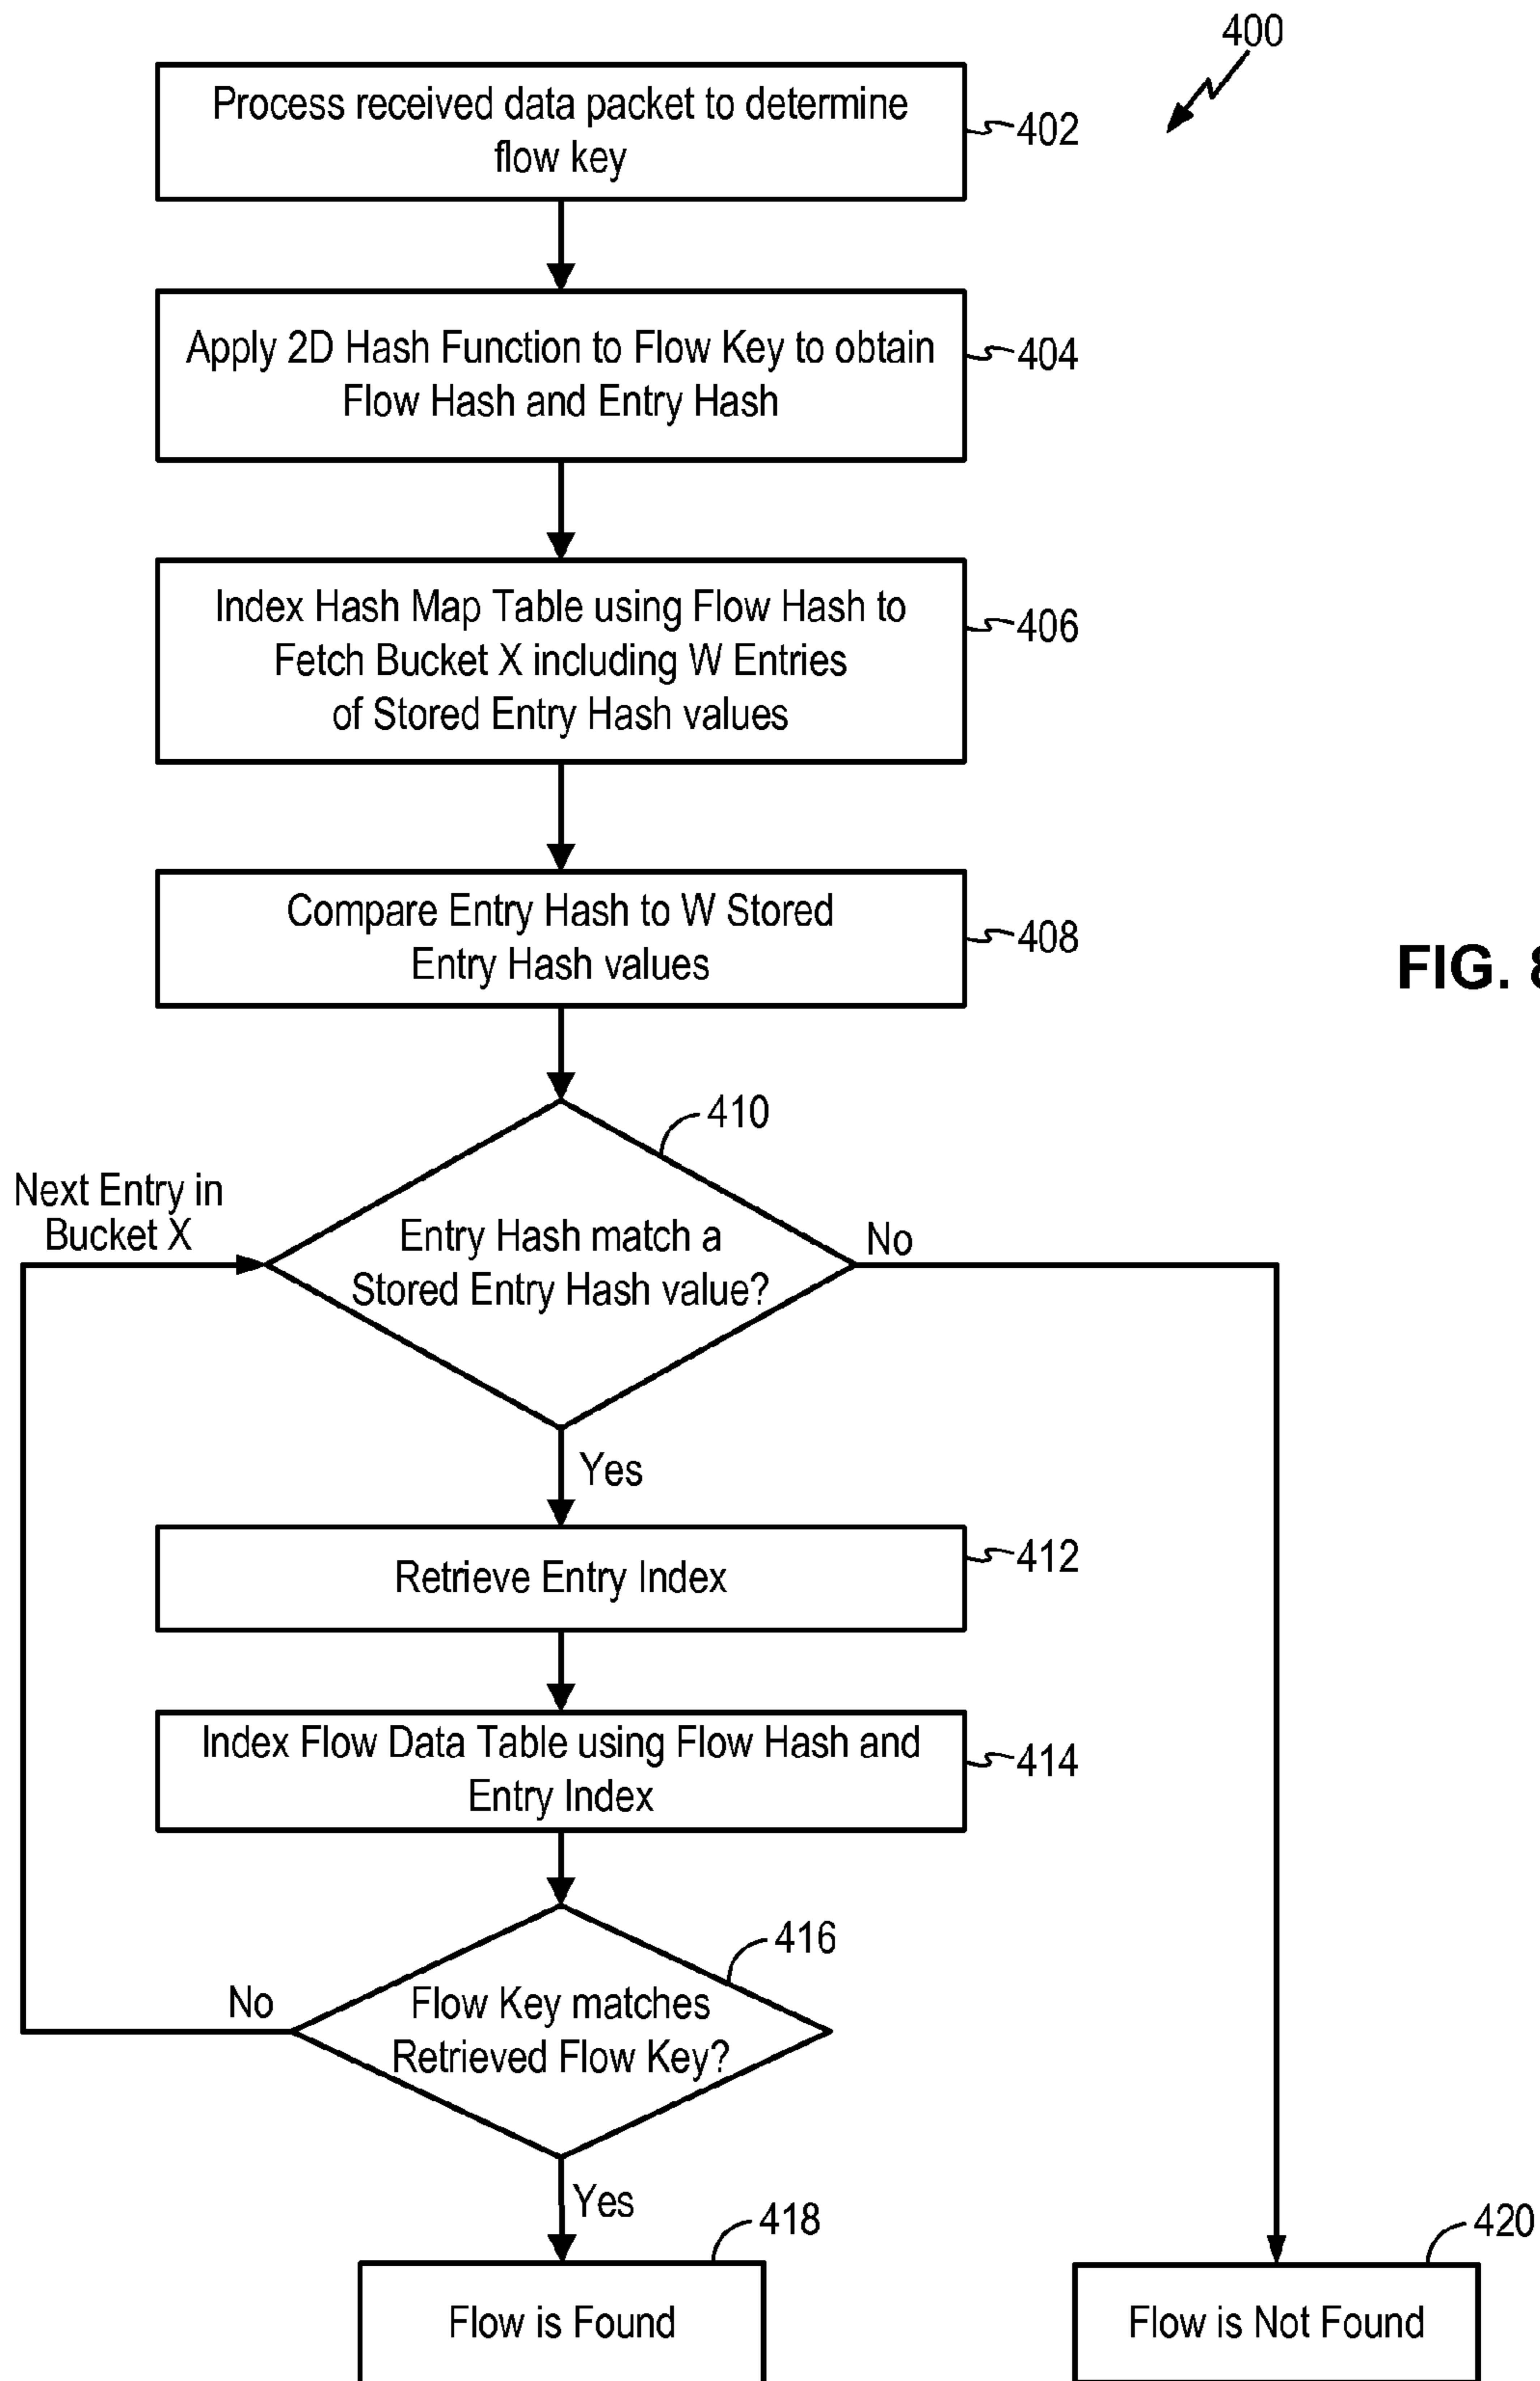 400
Process received data packet to determine
flow key
402
Apply 2D Hash Function to Flow Key to obtain
Flow Hash and Entry Hash
404
Index Hash Map Table using Flow Hash to
Fetch Bucket X including W Entries
of Stored Entry Hash values
406
Compare Entry Hash to W Stored
Entry Hash values
408
FIG. 8
410
Next Entry in
Bucket X
Entry Hash match a
Stored Entry Hash value?
No
Yes
Retrieve Entry Index
412
Index Flow Data Table using Flow Hash and
Entry Index
414
416
No
Flow Key matches
Retrieved Flow Key?
Yes
418
420
Flow is Found
Flow is Not Found